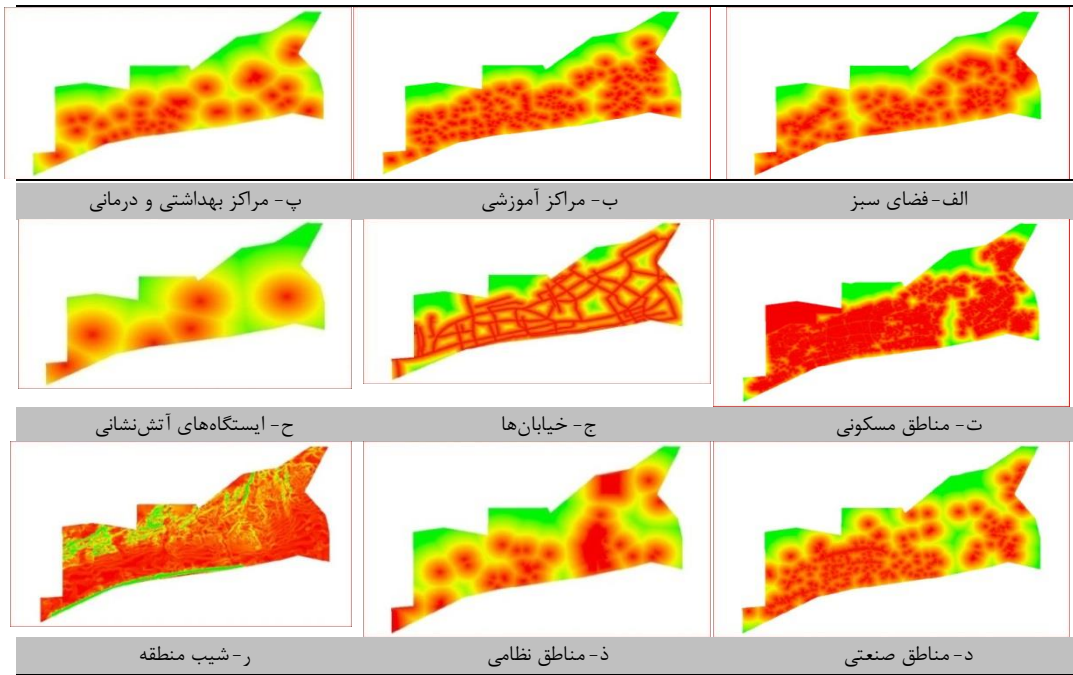 الف- فضای سبز
ب- مراکز آموزشی
پ- مراکز بهداشتی و درمانی
ت- مناطق مسکونی
ج- خیابان‌ها
ح- ایستگاه‌های آتش‌نشانی
د- مناطق صنعتی
ذ- مناطق نظامی
ر- شیب منطقه